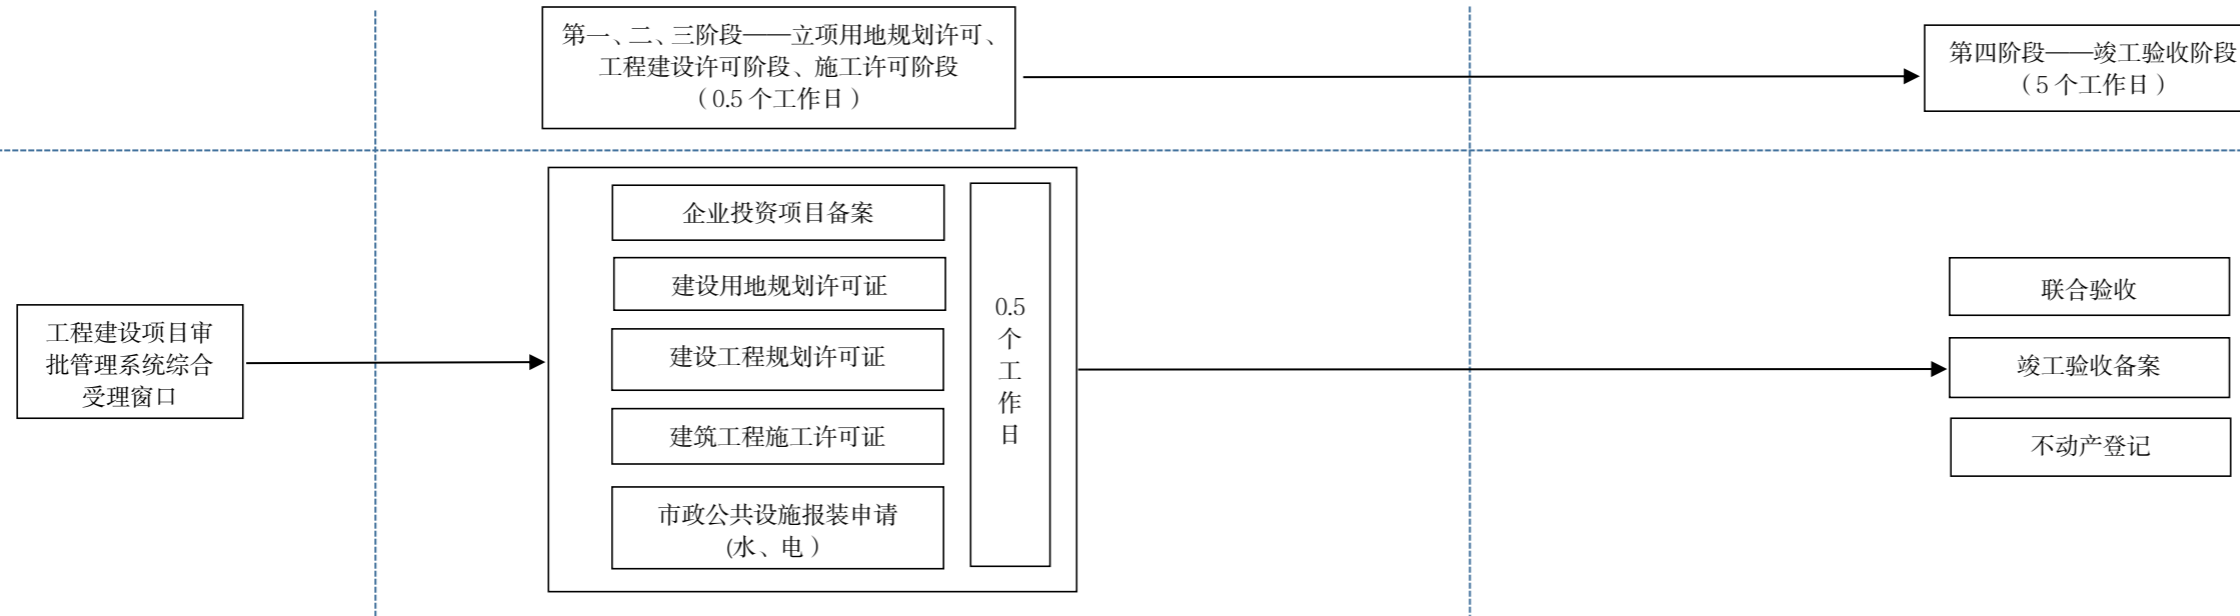 第一、二、三阶段——立项用地规划许可、
工程建设许可阶段、施工许可阶段
（0.5 个工作日）
第四阶段——竣工验收阶段
（5 个工作日）
工程建设项目审
批管理系统综合
受理窗口
企业投资项目备案
建设用地规划许可证
建设工程规划许可证
建筑工程施工许可证
市政公共设施报装申请
(水、电）
0.5
个
工
作
日
联合验收
竣工验收备案
不动产登记